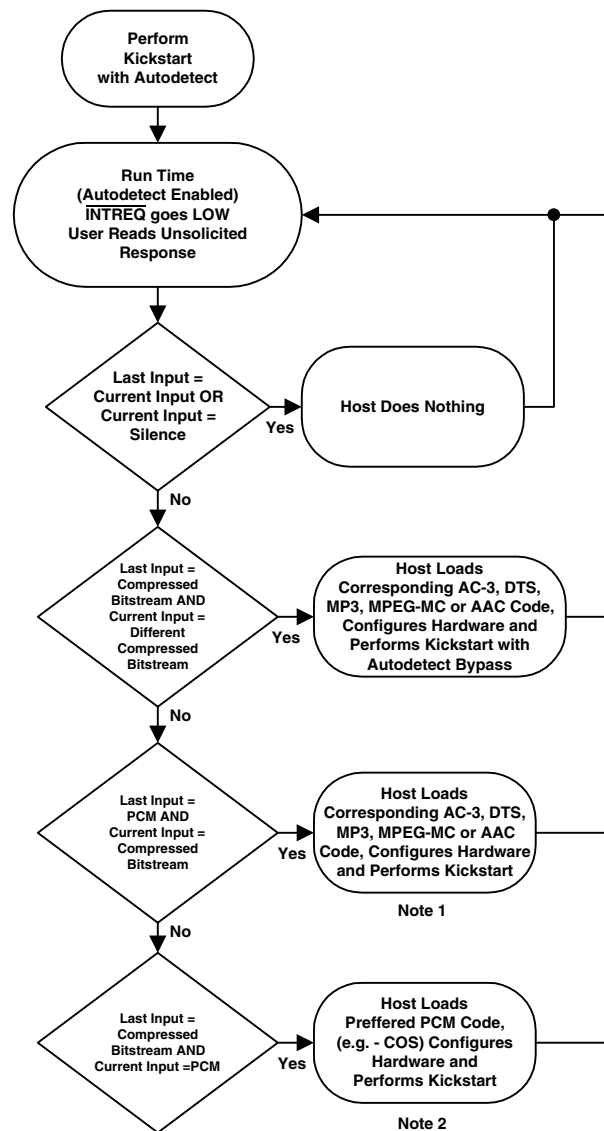 Perform
Kickstart
with Autodetect
Run Time
(Autodetect Enabled)
INTREQ goes LOW
User Reads Unsolicited
Response
Last Input =
Current Input OR
Current Input =
Silence
Yes
Host Does Nothing
No
Last Input =
Compressed
Bitstream AND
Current Input =
Different
Compressed
Bitstream
Yes
Host Loads
Corresponding AC-3, DTS,
MP3, MPEG-MC or AAC Code,
Configures Hardware and
Performs Kickstart with
Autodetect Bypass
No
Last Input =
PCM AND
Current Input =
Compressed
Bitstream
Yes
Host Loads
Corresponding AC-3, DTS,
MP3, MPEG-MC or AAC
Code, Configures Hardware
and Performs Kickstart
Note 1
No
Last Input =
Compressed
Bitstream AND
Current Input =PCM
Yes
Host Loads
Preffered PCM Code,
(e.g. - COS) Configures
Hardware and
Performs Kickstart
Note 2